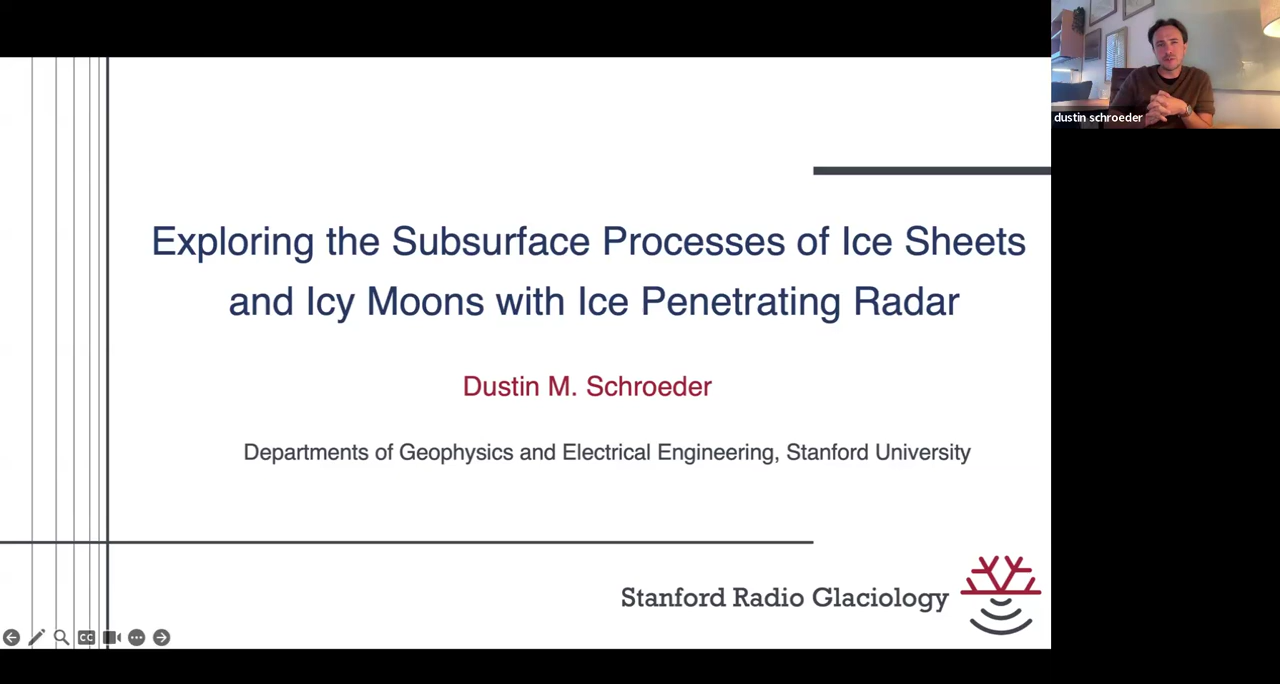 dustin schroeder
Exploring the Subsurface Processes of Ice Sheets
and Icy Moons with Ice Penetrating Radar
Dustin M. Schroeder
Departments of Geophysics and Electrical Engineering, Stanford University
Stanford Radio Glaciology
CC